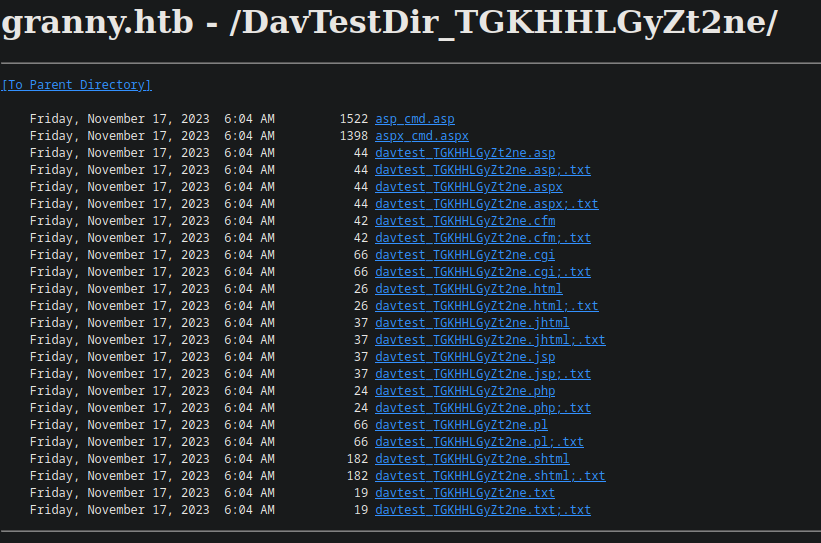 granny.htb - /DavTestDir_TGKHHLGyZt2ne/
[To Parent Directory]
Friday, November 17, 2023 6:04 AM 1522 asp_cmd.asp
Friday, November 17, 2023 6:04 AM 1398 aspx_cmd.aspx
Friday, November 17, 2023 6:04 AM 44 davtest_TGKHHLGyZt2ne.asp
Friday, November 17, 2023 6:04 AM 44 davtest_TGKHHLGyZt2ne.asp;.txt
Friday, November 17, 2023 6:04 AM 44 davtest_TGKHHLGyZt2ne.aspx
Friday, November 17, 2023 6:04 AM 44 davtest_TGKHHLGyZt2ne.aspx;.txt
Friday, November 17, 2023 6:04 AM 42 davtest_TGKHHLGyZt2ne.cfm
Friday, November 17, 2023 6:04 AM 42 davtest_TGKHHLGyZt2ne.cfm;.txt
Friday, November 17, 2023 6:04 AM 66 davtest_TGKHHLGyZt2ne.cgi
Friday, November 17, 2023 6:04 AM 66 davtest_TGKHHLGyZt2ne.cgi;.txt
Friday, November 17, 2023 6:04 AM 26 davtest_TGKHHLGyZt2ne.html
Friday, November 17, 2023 6:04 AM 26 davtest_TGKHHLGyZt2ne.html;.txt
Friday, November 17, 2023 6:04 AM 37 davtest_TGKHHLGyZt2ne.jhtml
Friday, November 17, 2023 6:04 AM 37 davtest_TGKHHLGyZt2ne.jhtml;.txt
Friday, November 17, 2023 6:04 AM 37 davtest_TGKHHLGyZt2ne.jsp
Friday, November 17, 2023 6:04 AM 37 davtest_TGKHHLGyZt2ne.jsp;.txt
Friday, November 17, 2023 6:04 AM 24 davtest_TGKHHLGyZt2ne.php
Friday, November 17, 2023 6:04 AM 24 davtest_TGKHHLGyZt2ne.php;.txt
Friday, November 17, 2023 6:04 AM 66 davtest_TGKHHLGyZt2ne.pl
Friday, November 17, 2023 6:04 AM 66 davtest_TGKHHLGyZt2ne.pl;.txt
Friday, November 17, 2023 6:04 AM 182 davtest_TGKHHLGyZt2ne.shtml
Friday, November 17, 2023 6:04 AM 182 davtest_TGKHHLGyZt2ne.shtml;.txt
Friday, November 17, 2023 6:04 AM 19 davtest_TGKHHLGyZt2ne.txt
Friday, November 17, 2023 6:04 AM 19 davtest_TGKHHLGyZt2ne.txt;.txt